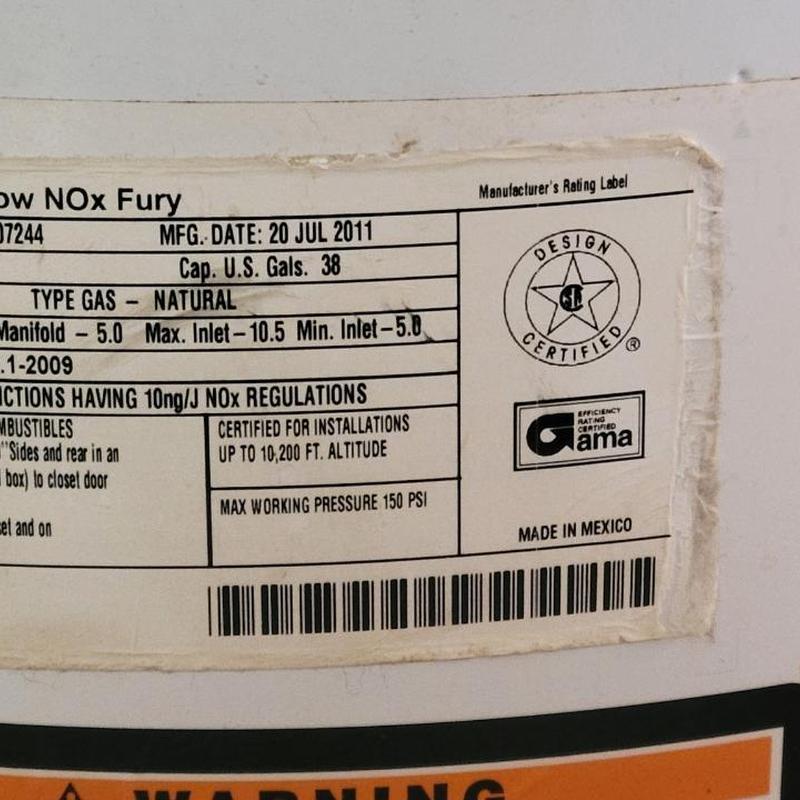 ow NOx Fury
Manufacturer's Rating Label
07244 MFG. DATE: 20 JUL 2011
Cap. U.S. Gals. 38
TYPE GAS – NATURAL
Manifold – 5.0 Max. Inlet – 10.5 Min. Inlet – 5.0
.1-2009
ICTIONS HAVING 10ng/J NOx REGULATIONS
MBUSTIBLES
"Sides and rear in an
box) to closet door
et and on
CERTIFIED FOR INSTALLATIONS
UP TO 10,200 FT. ALTITUDE
MAX WORKING PRESSURE 150 PSI
DESIGN
CERTIFIED
®
EFFICIENCY
RATING
CERTIFIED
Gama
MADE IN MEXICO
WARNING